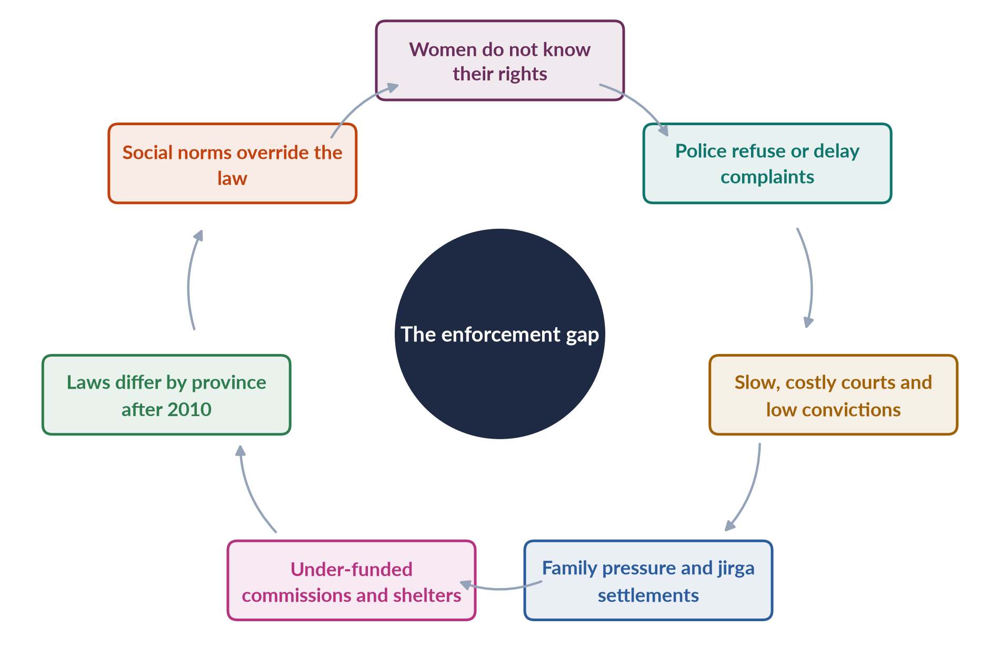 Women do not know
their rights
Social norms override the
law
Police refuse or delay
complaints
The enforcement gap
Laws differ by province
after 2010
Slow, costly courts and
low convictions
Under-funded
commissions and shelters
Family pressure and jirga
settlements